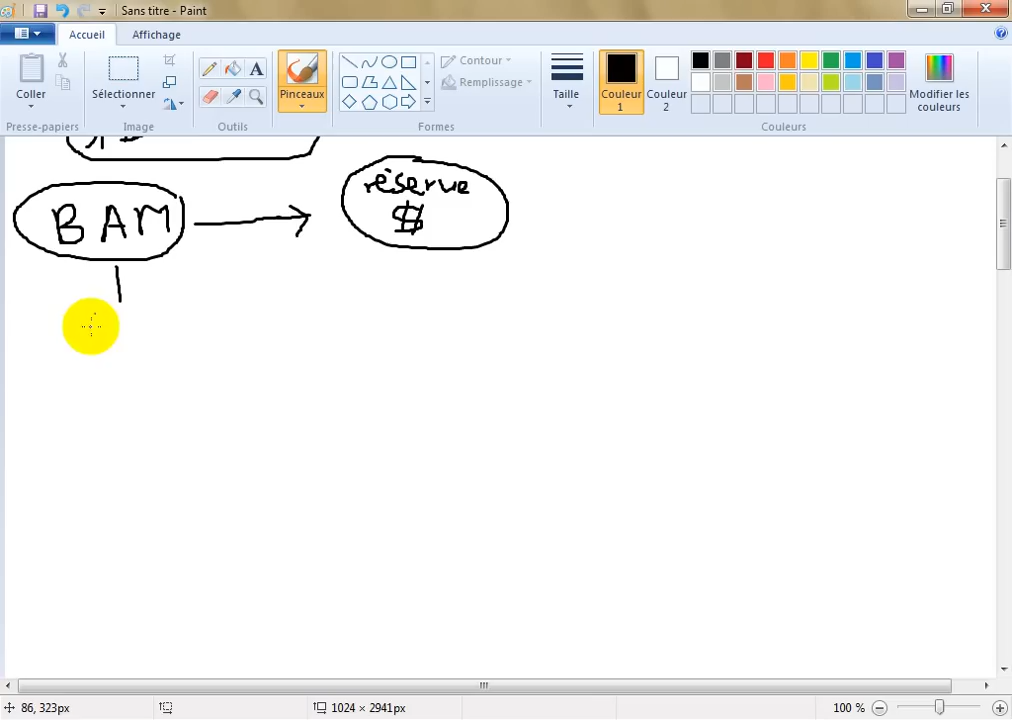 Sans titre - Paint
Accueil
Affichage
Coller
Sélectionner
Pinceaux
Contour
Remplissage
Taille
Couleur
1
Couleur
2
Modifier les
couleurs
Presse-papiers
Image
Outils
Formes
Couleurs
réserve
$
BAM
86, 323px
1024 × 2941px
100 %